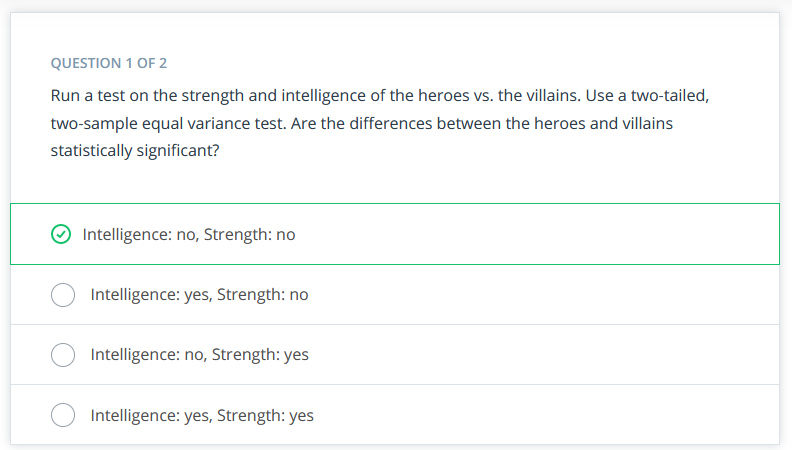 QUESTION 1 OF 2
Run a test on the strength and intelligence of the heroes vs. the villains. Use a two-tailed,
two-sample equal variance test. Are the differences between the heroes and villains
statistically significant?
Intelligence: no, Strength: no
Intelligence: yes, Strength: no
Intelligence: no, Strength: yes
Intelligence: yes, Strength: yes